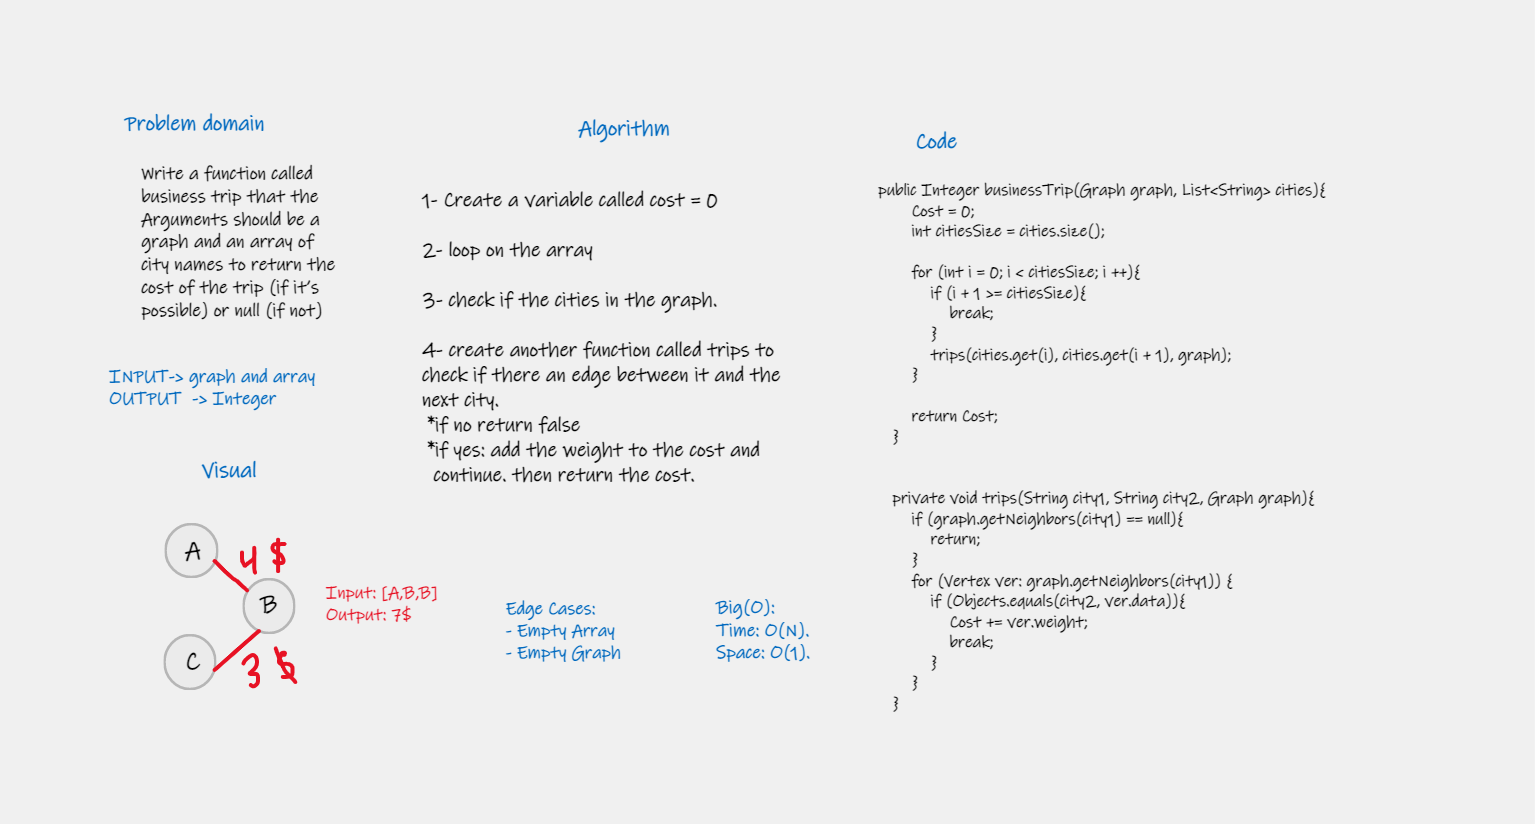 Problem domain
Write a function called
business trip that the
Arguments should be a
graph and an array of
city names to return the
cost of the trip (if it's
possible) or null (if not)
INPUT-> graph and array
OUTPUT -> Integer
Visual
A
4 $
B
C
3 $
Input: [A,B,B]
Output: 7$
Algorithm
1- Create a variable called cost = 0
2- loop on the array
3- check if the cities in the graph.
4- create another function called trips to
check if there an edge between it and the
next city.
*if no return false
*if yes: add the weight to the cost and
continue. then return the cost.
Edge Cases:
- Empty Array
- Empty Graph
Big(O):
Time: O(N).
Space: O(1).
Code
public Integer businessTrip(Graph graph, List<String> cities){
Cost = 0;
int citiesSize = cities.size();
for (int i = 0; i < citiesSize; i ++){
if (i + 1 >= citiesSize){
break;
}
trips(cities.get(i), cities.get(i + 1), graph);
}
return Cost;
}
private void trips(String city1, String city2, Graph graph){
if (graph.getNeighbors(city1) == null){
return;
}
for (Vertex ver: graph.getNeighbors(city1)) {
if (Objects.equals(city2, ver.data)){
Cost += ver.weight;
break;
}
}
}